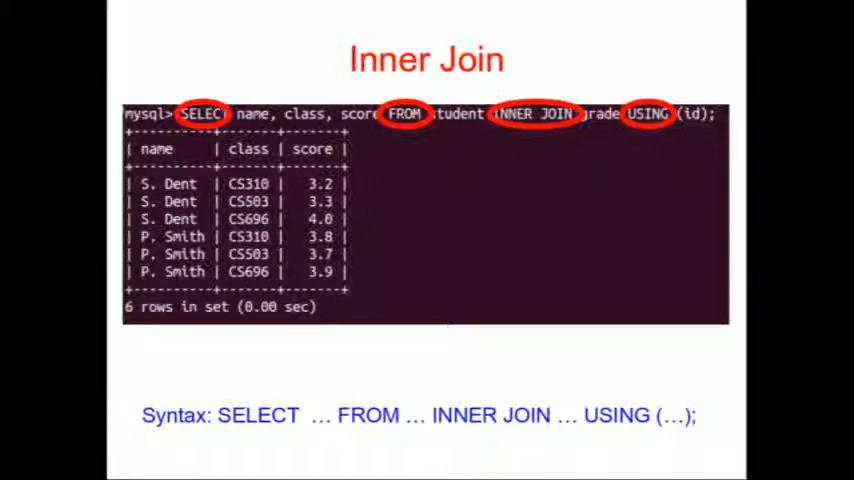 Inner Join
mysql> SELECT name, class, score FROM student INNER JOIN grade USING (id);
+----------+-------+-------+
| name     | class | score |
+----------+-------+-------+
| S. Dent  | CS310 |   3.2 |
| S. Dent  | CS503 |   3.3 |
| S. Dent  | CS696 |   4.0 |
| P. Smith | CS310 |   3.8 |
| P. Smith | CS503 |   3.7 |
| P. Smith | CS696 |   3.9 |
+----------+-------+-------+
6 rows in set (0.00 sec)
Syntax: SELECT … FROM … INNER JOIN … USING (…);